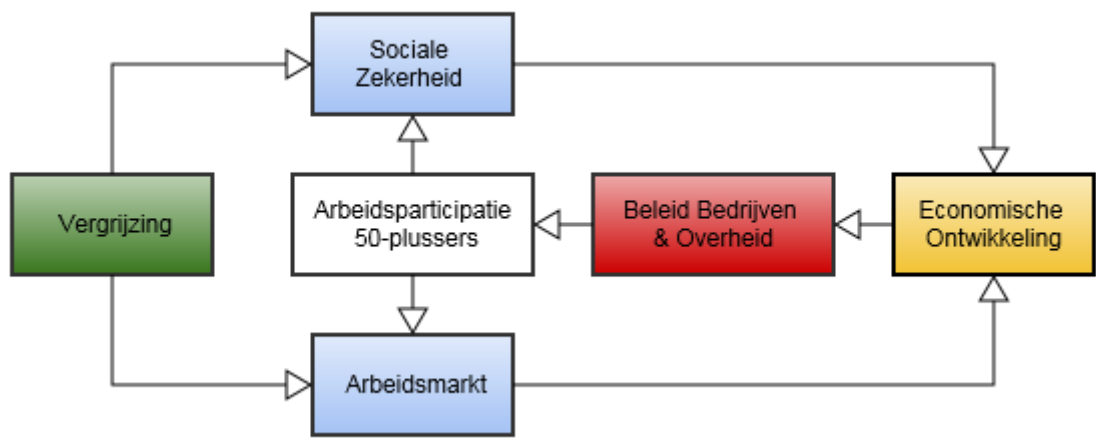 Sociale
Zekerheid
Vergrijzing
Arbeidsparticipatie
50-plussers
Beleid Bedrijven
& Overheid
Economische
Ontwikkeling
Arbeidsmarkt